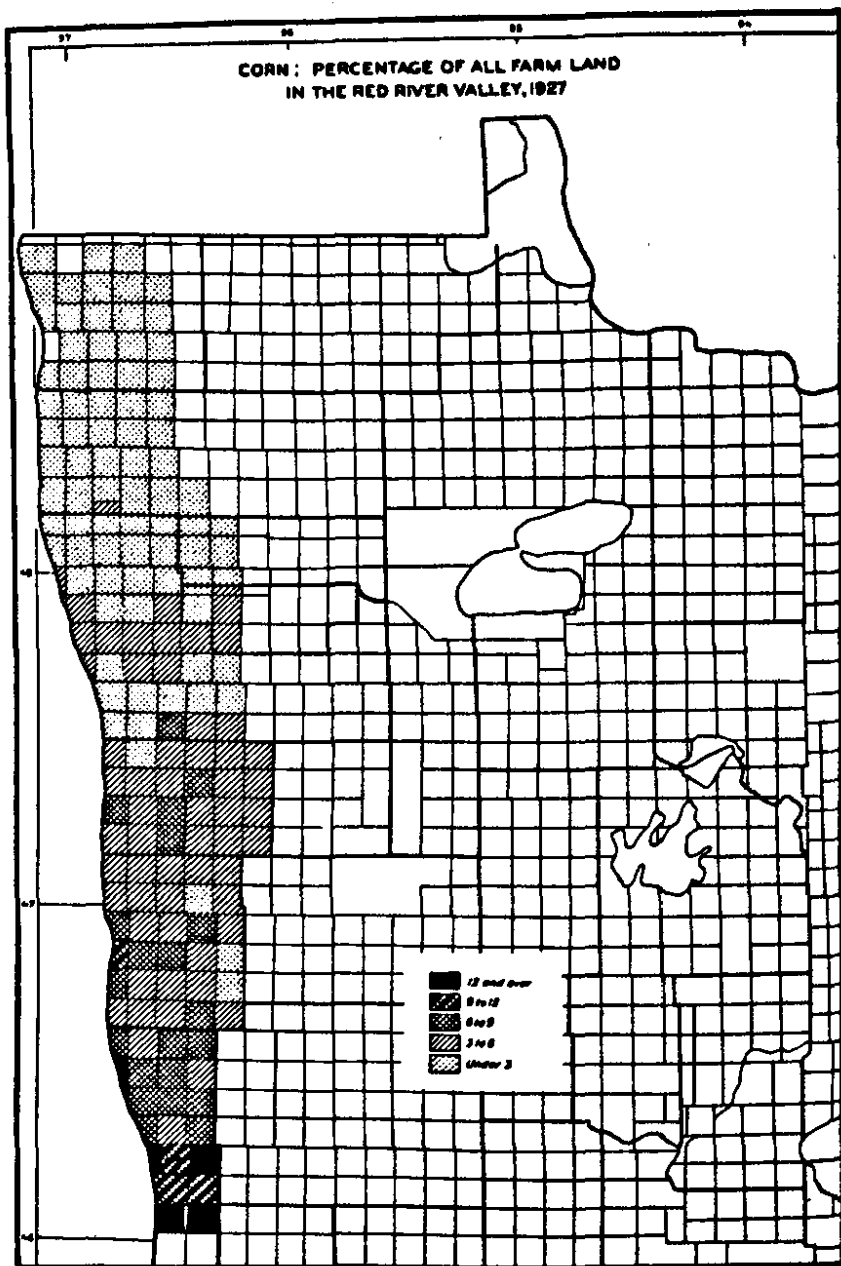 97 96 95 94
CORN: PERCENTAGE OF ALL FARM LAND
IN THE RED RIVER VALLEY, 1927
48
47
12 and over
9 to 12
6 to 9
3 to 6
Under 3
46